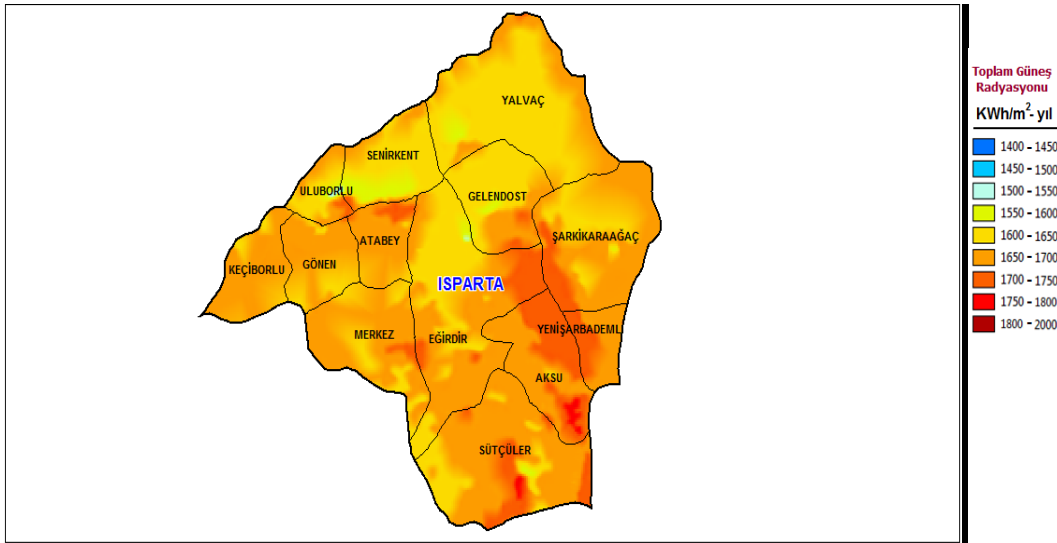 YALVAÇ
SENİRKENT
ULUBORLU
GELENDOST
ATABEY
ŞARKİKARAAĞAÇ
KEÇİBORLU
GÖNEN
ISPARTA
MERKEZ
EĞİRDİR
YENİŞARBADEMLİ
AKSU
SÜTÇÜLER
Toplam Güneş
Radyasyonu
KWh/m²- yıl
1400 - 1450
1450 - 1500
1500 - 1550
1550 - 1600
1600 - 1650
1650 - 1700
1700 - 1750
1750 - 1800
1800 - 2000